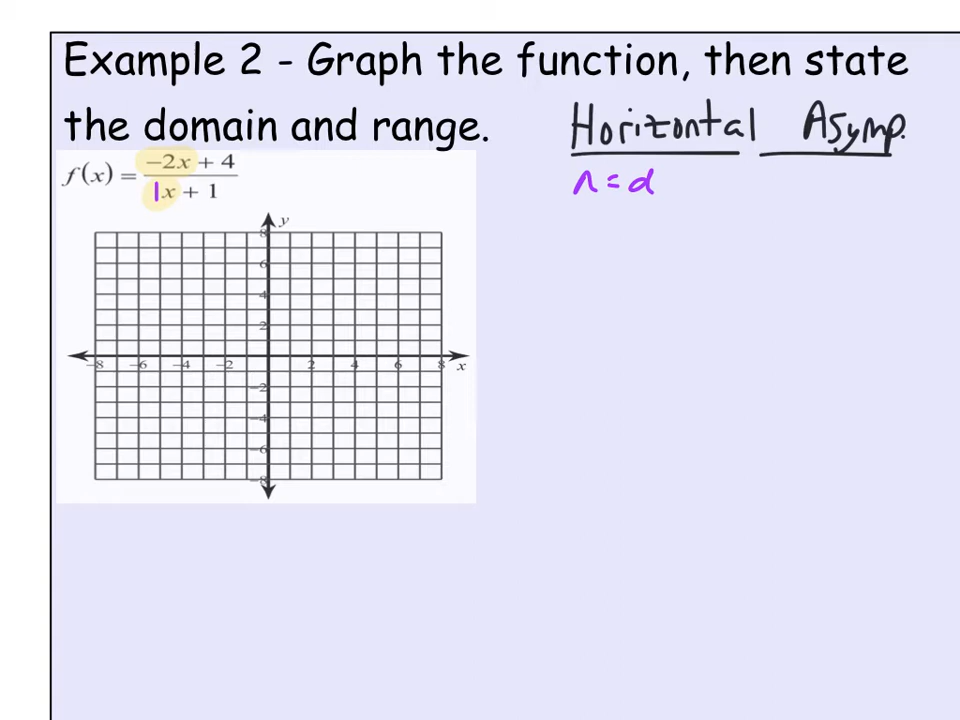 Example 2 - Graph the function, then state
the domain and range.
Horizontal Asymp.
n = d
f(x) = (-2x + 4)/(1x + 1)
y
8
6
4
2
-8 -6 -4 -2 2 4 6 8 x
-2
-4
-6
-8